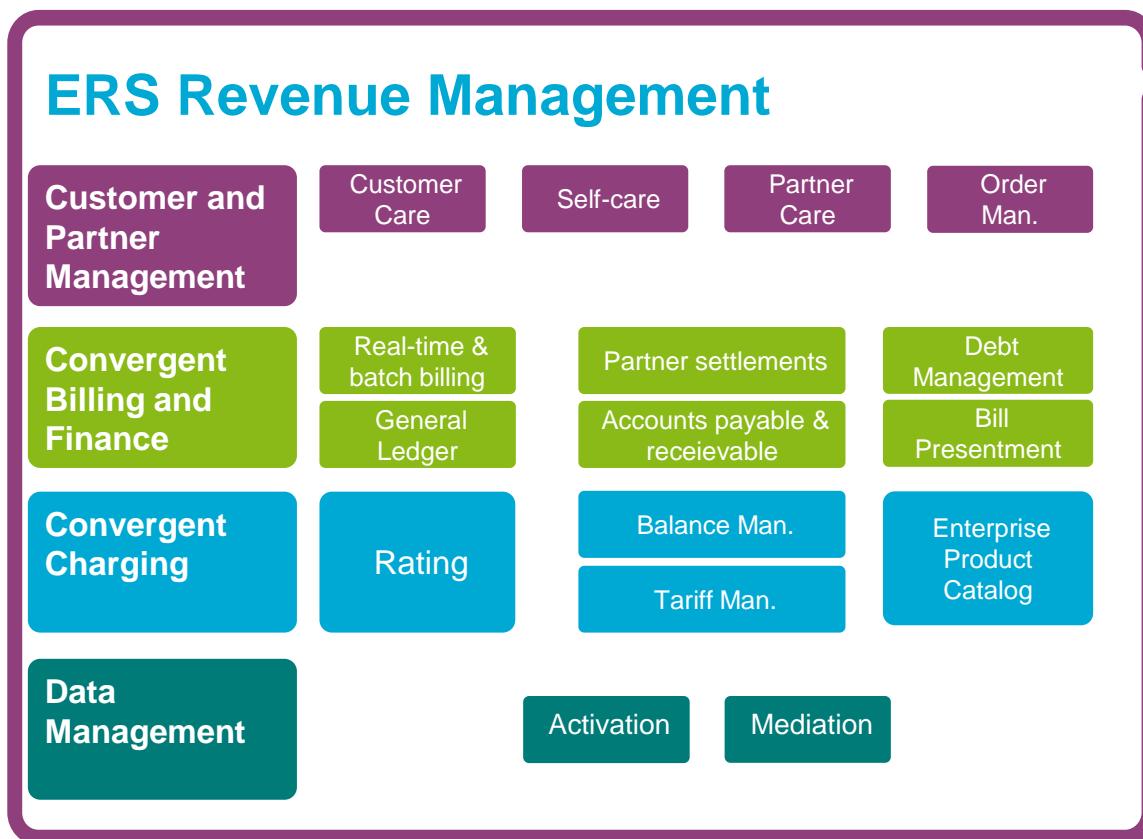 ERS Revenue Management
Customer and
Partner
Management
Customer
Care
Self-care
Partner
Care
Order
Man.
Convergent
Billing and
Finance
Real-time &
batch billing
Partner settlements
Debt
Management
General
Ledger
Accounts payable &
receievable
Bill
Presentment
Convergent
Charging
Rating
Balance Man.
Tariff Man.
Enterprise
Product
Catalog
Data
Management
Activation
Mediation